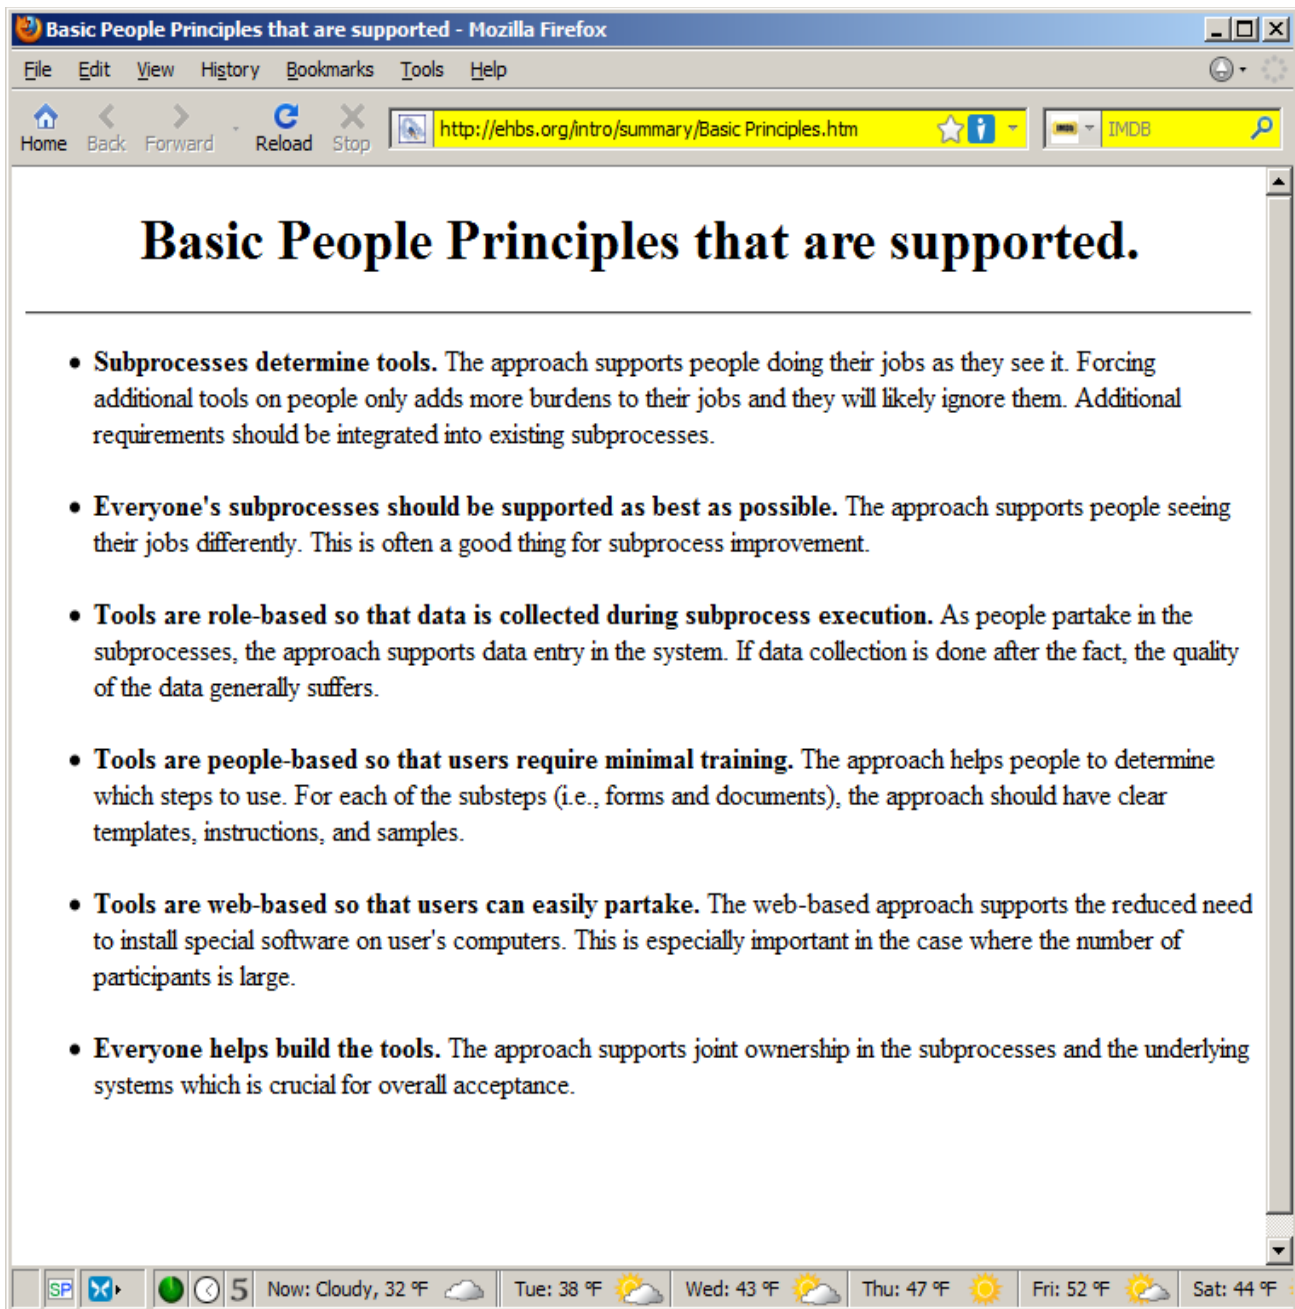 Basic People Principles that are supported - Mozilla Firefox
File Edit View History Bookmarks Tools Help
Home Back Forward Reload Stop http://ehbs.org/intro/summary/Basic Principles.htm IMDB
Basic People Principles that are supported.
• Subprocesses determine tools. The approach supports people doing their jobs as they see it. Forcing
additional tools on people only adds more burdens to their jobs and they will likely ignore them. Additional
requirements should be integrated into existing subprocesses.
• Everyone's subprocesses should be supported as best as possible. The approach supports people seeing
their jobs differently. This is often a good thing for subprocess improvement.
• Tools are role-based so that data is collected during subprocess execution. As people partake in the
subprocesses, the approach supports data entry in the system. If data collection is done after the fact, the quality
of the data generally suffers.
• Tools are people-based so that users require minimal training. The approach helps people to determine
which steps to use. For each of the substeps (i.e., forms and documents), the approach should have clear
templates, instructions, and samples.
• Tools are web-based so that users can easily partake. The web-based approach supports the reduced need
to install special software on user's computers. This is especially important in the case where the number of
participants is large.
• Everyone helps build the tools. The approach supports joint ownership in the subprocesses and the underlying
systems which is crucial for overall acceptance.
SP 5 Now: Cloudy, 32 °F Tue: 38 °F Wed: 43 °F Thu: 47 °F Fri: 52 °F Sat: 44 °F